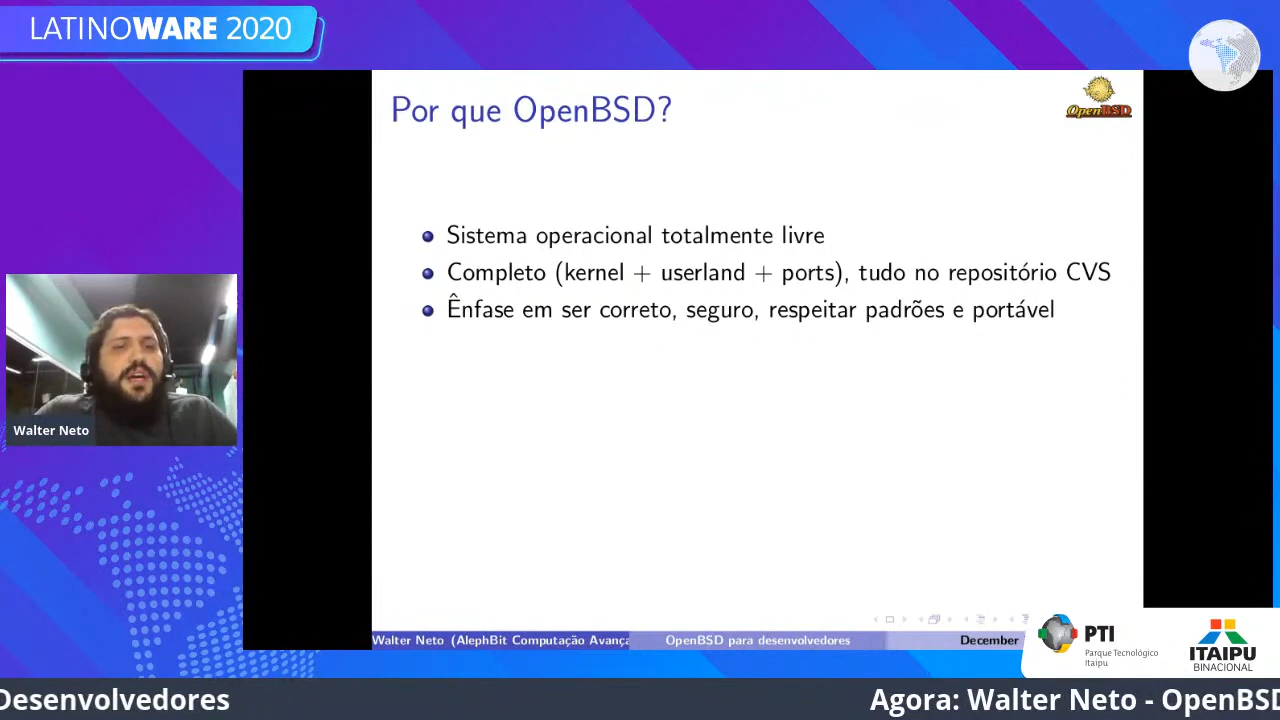 LATINOWARE 2020
Por que OpenBSD?
OpenBSD
Sistema operacional totalmente livre
Completo (kernel + userland + ports), tudo no repositório CVS
Ênfase em ser correto, seguro, respeitar padrões e portável
Walter Neto
Walter Neto (AlephBit Computação Avança
OpenBSD para desenvolvedores
December
PTI
Parque Tecnológico
Itaipu
ITAIPU
BINACIONAL
Desenvolvedores
Agora: Walter Neto - OpenBSD